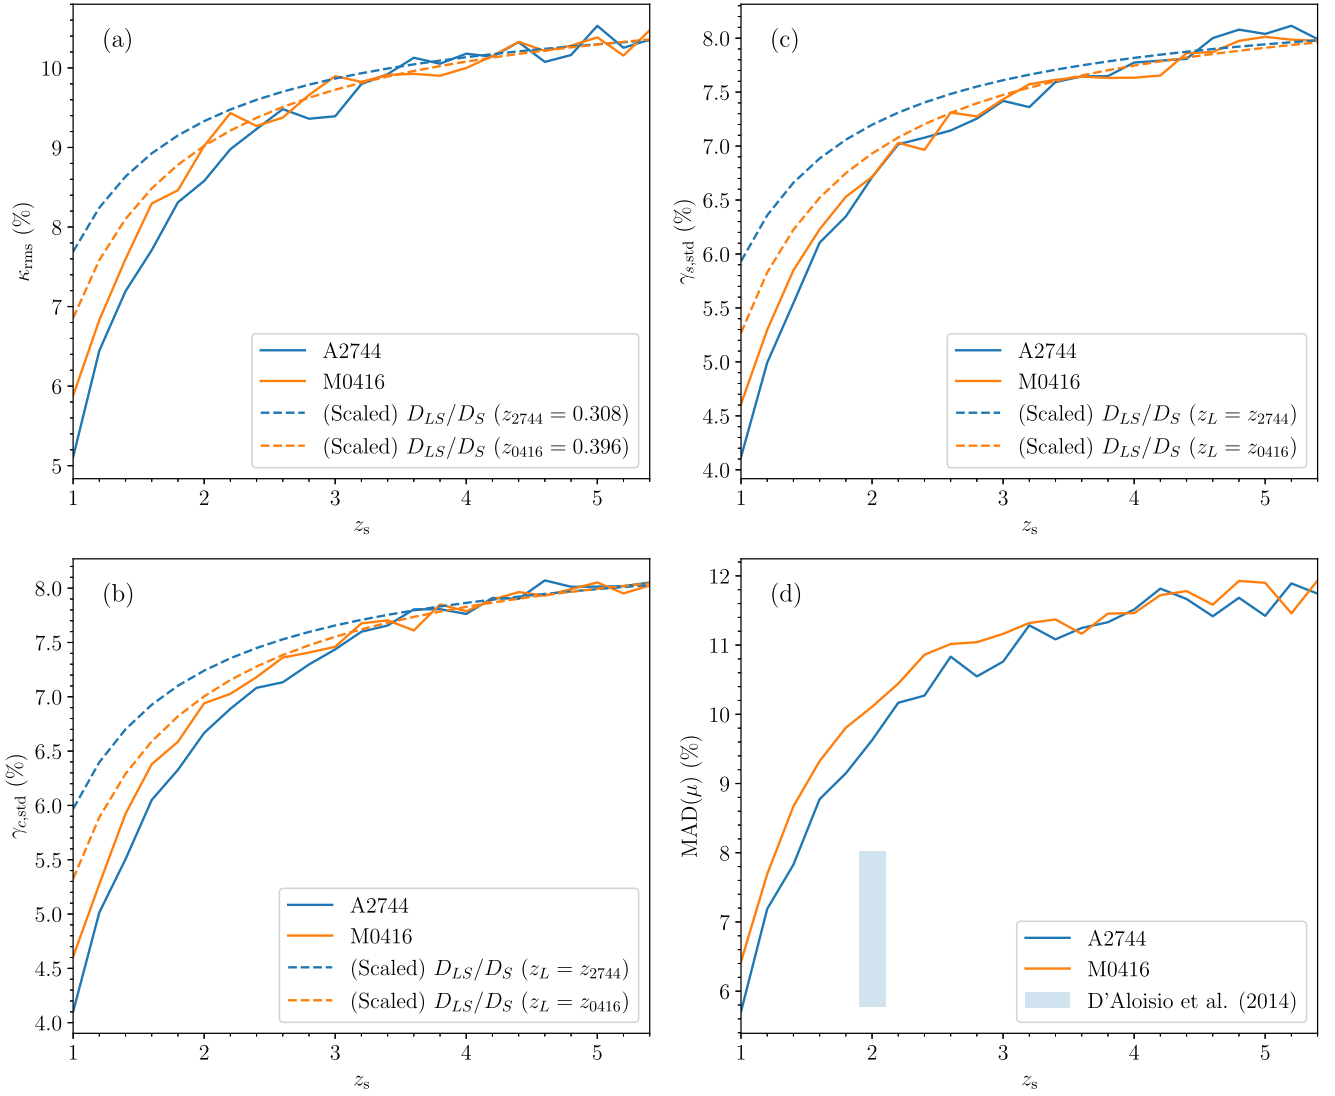 (a)
κrms (%)
10
9
8
7
6
5
A2744
M0416
(Scaled) DLS/DS (z2744 = 0.308)
(Scaled) DLS/DS (z0416 = 0.396)
1 2 3 4 5
zs
(c)
γs,std (%)
8.0
7.5
7.0
6.5
6.0
5.5
5.0
4.5
4.0
A2744
M0416
(Scaled) DLS/DS (zL = z2744)
(Scaled) DLS/DS (zL = z0416)
1 2 3 4 5
zs
(b)
γc,std (%)
8.0
7.5
7.0
6.5
6.0
5.5
5.0
4.5
4.0
A2744
M0416
(Scaled) DLS/DS (zL = z2744)
(Scaled) DLS/DS (zL = z0416)
1 2 3 4 5
zs
(d)
MAD(μ) (%)
12
11
10
9
8
7
6
A2744
M0416
D'Aloisio et al. (2014)
1 2 3 4 5
zs